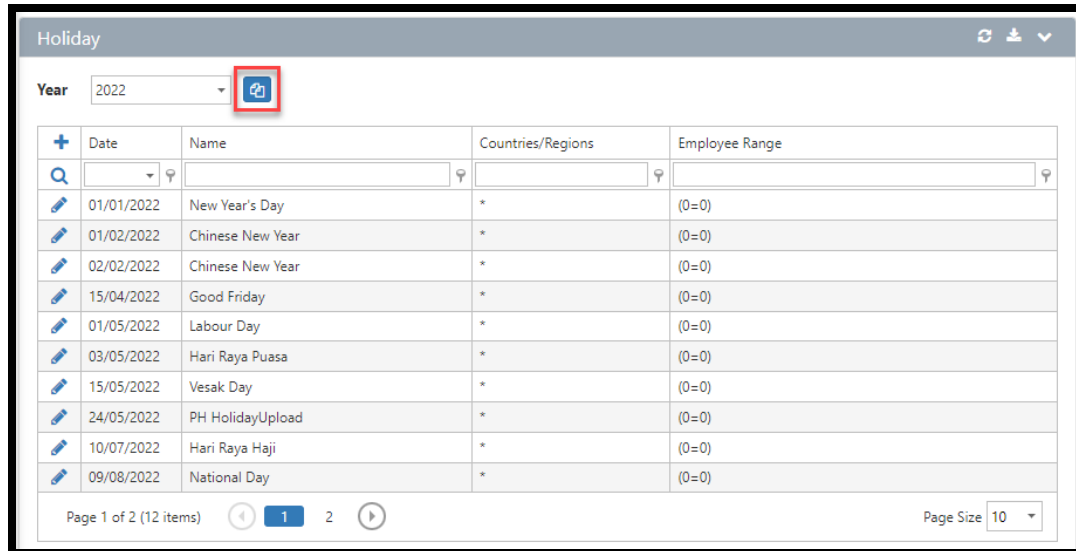 Holiday
Year 2022
Date Name Countries/Regions Employee Range
01/01/2022 New Year's Day * (0=0)
01/02/2022 Chinese New Year * (0=0)
02/02/2022 Chinese New Year * (0=0)
15/04/2022 Good Friday * (0=0)
01/05/2022 Labour Day * (0=0)
03/05/2022 Hari Raya Puasa * (0=0)
15/05/2022 Vesak Day * (0=0)
24/05/2022 PH HolidayUpload * (0=0)
10/07/2022 Hari Raya Haji * (0=0)
09/08/2022 National Day * (0=0)
Page 1 of 2 (12 items) 1 2 Page Size 10